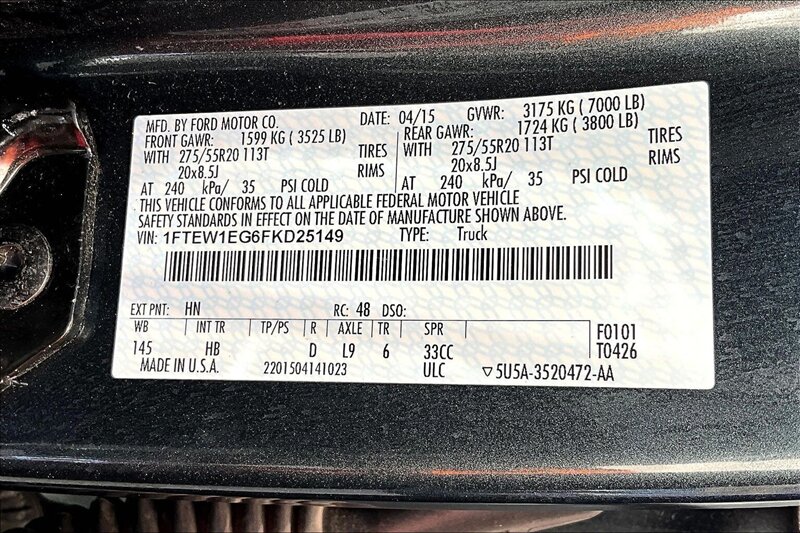 MFD. BY FORD MOTOR CO. DATE: 04/15 GVWR: 3175 KG ( 7000 LB)
FRONT GAWR: 1599 KG ( 3525 LB) REAR GAWR: 1724 KG ( 3800 LB)
WITH 275/55R20 113T TIRES WITH 275/55R20 113T TIRES
20x8.5J RIMS 20x8.5J RIMS
AT 240 kPa/ 35 PSI COLD AT 240 kPa/ 35 PSI COLD
THIS VEHICLE CONFORMS TO ALL APPLICABLE FEDERAL MOTOR VEHICLE
SAFETY STANDARDS IN EFFECT ON THE DATE OF MANUFACTURE SHOWN ABOVE.
VIN: 1FTEW1EG6FKD25149 TYPE: Truck
EXT PNT: HN RC: 48 DSO:
WB INT TR TP/PS R AXLE TR SPR F0101
145 HB D L9 6 33CC T0426
MADE IN U.S.A. 2201504141023 ULC ▽5U5A-3520472-AA